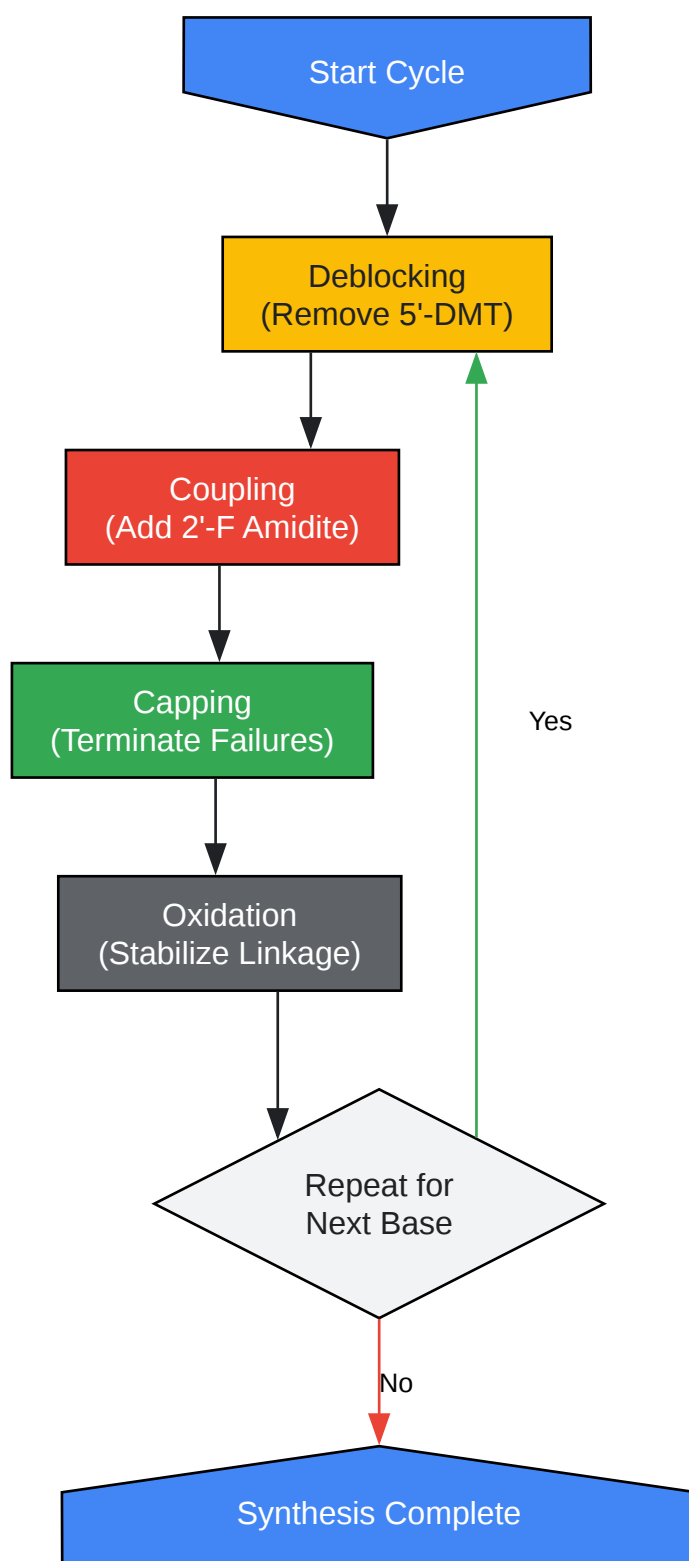 Start Cycle
Deblocking
(Remove 5'-DMT)
Coupling
(Add 2'-F Amidite)
Capping
(Terminate Failures)
Yes
Oxidation
(Stabilize Linkage)
Repeat for
Next Base
No
Synthesis Complete